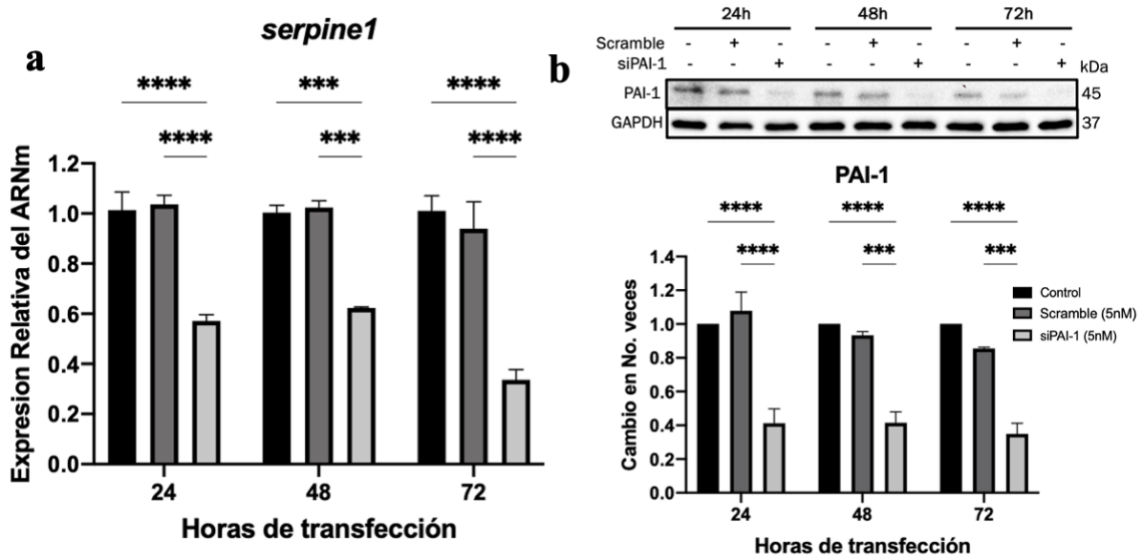 a
serpine1
**** *** ****
**** *** ****
Expresion Relativa del ARNm
1.2
1.0
0.8
0.6
0.4
0.2
0.0
24 48 72
Horas de transfección
b
24h 48h 72h
Scramble - + - + - +
siPAI-1 - - + - - + - - +
kDa
PAI-1 45
GAPDH 37
PAI-1
**** **** ****
**** *** ***
Cambio en No. veces
1.4
1.2
1.0
0.8
0.6
0.4
0.2
0.0
24 48 72
Horas de transfección
Control
Scramble (5nM)
siPAI-1 (5nM)